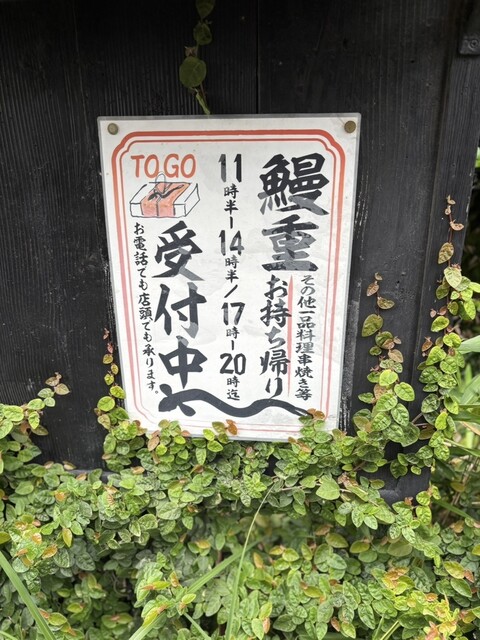 鰻重お持ち帰り
その他一品料理串焼き等
11時半ー14時半/17時ー20時迄
TO GO
受付中
お電話でも店頭でも承ります。